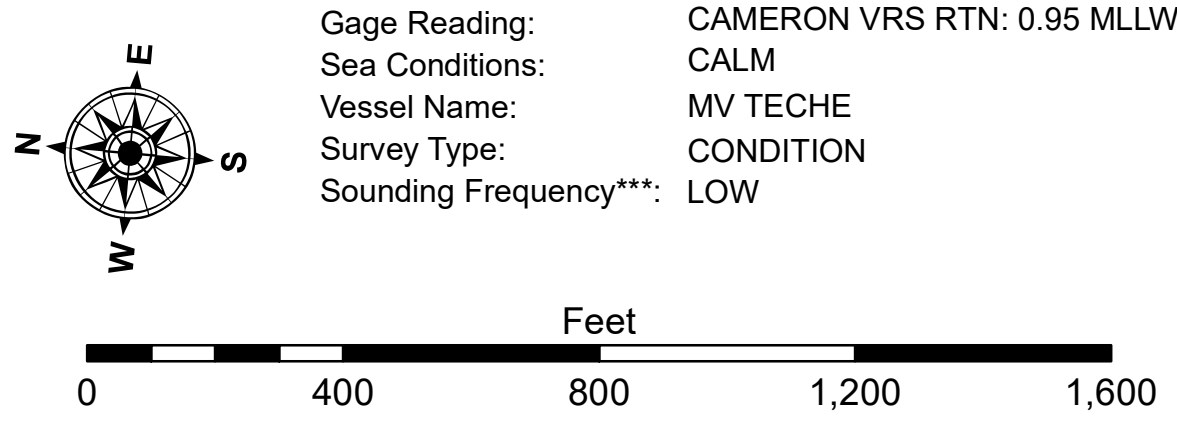 E
N
S
W
Gage Reading: CAMERON VRS RTN: 0.95 MLLW
Sea Conditions: CALM
Vessel Name: MV TECHE
Survey Type: CONDITION
Sounding Frequency***: LOW
Feet
0 400 800 1,200 1,600